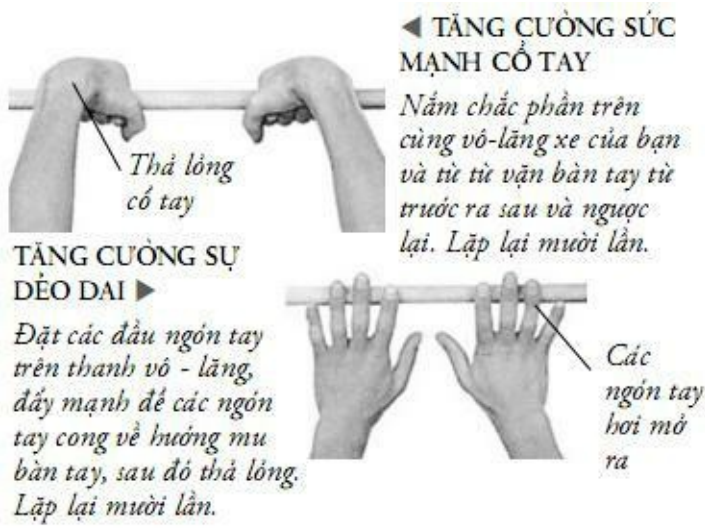 ◀ TĂNG CƯỜNG SỨC
MẠNH CỔ TAY
Nắm chắc phần trên
cùng vô-lăng xe của bạn
và từ từ vặn bàn tay từ
trước ra sau và ngược
lại. Lặp lại mười lần.
Thả lỏng
cổ tay
TĂNG CƯỜNG SỰ
DẺO DAI ▶
Đặt các đầu ngón tay
trên thanh vô - lăng,
đẩy mạnh để các ngón
tay cong về hướng mu
bàn tay, sau đó thả lỏng.
Lặp lại mười lần.
Các
ngón tay
hơi mở
ra